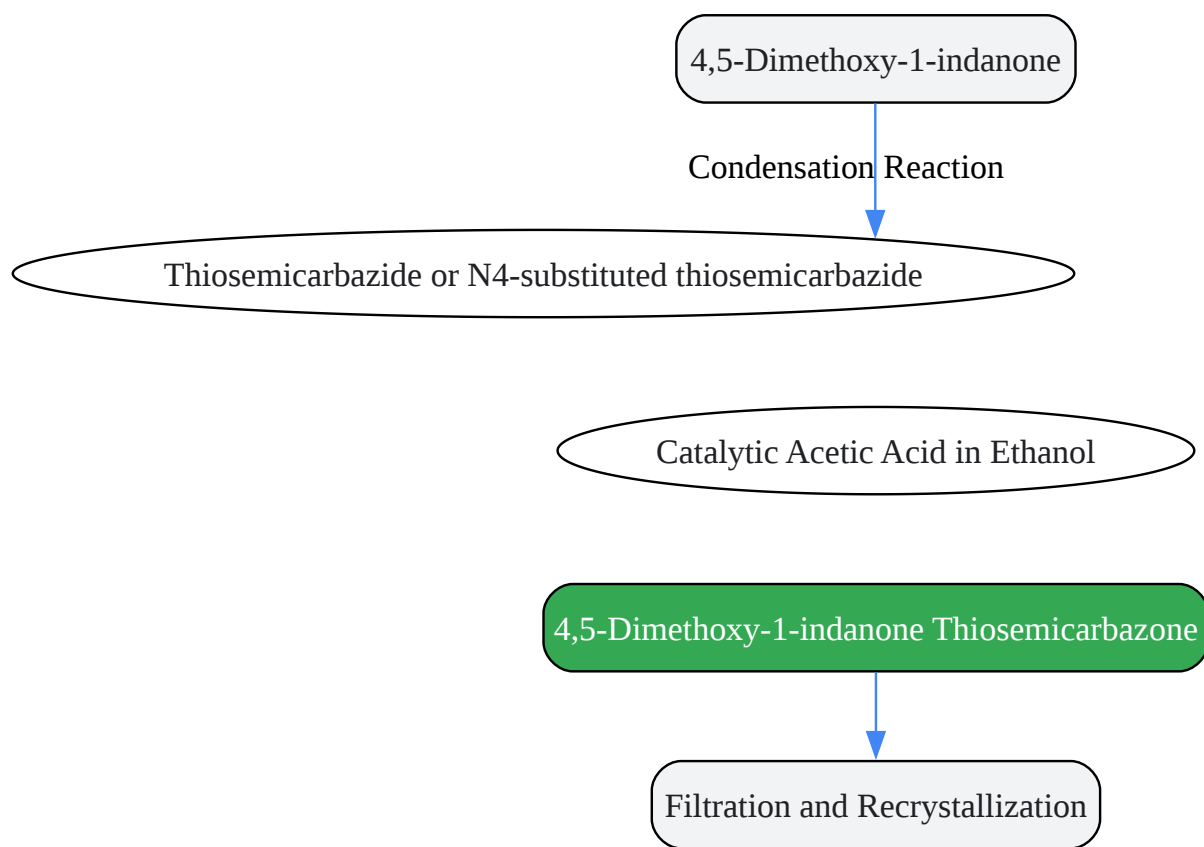 4,5-Dimethoxy-1-indanone
Condensation Reaction
Thiosemicarbazide or N4-substituted thiosemicarbazide
Catalytic Acetic Acid in Ethanol
4,5-Dimethoxy-1-indanone Thiosemicarbazone
Filtration and Recrystallization